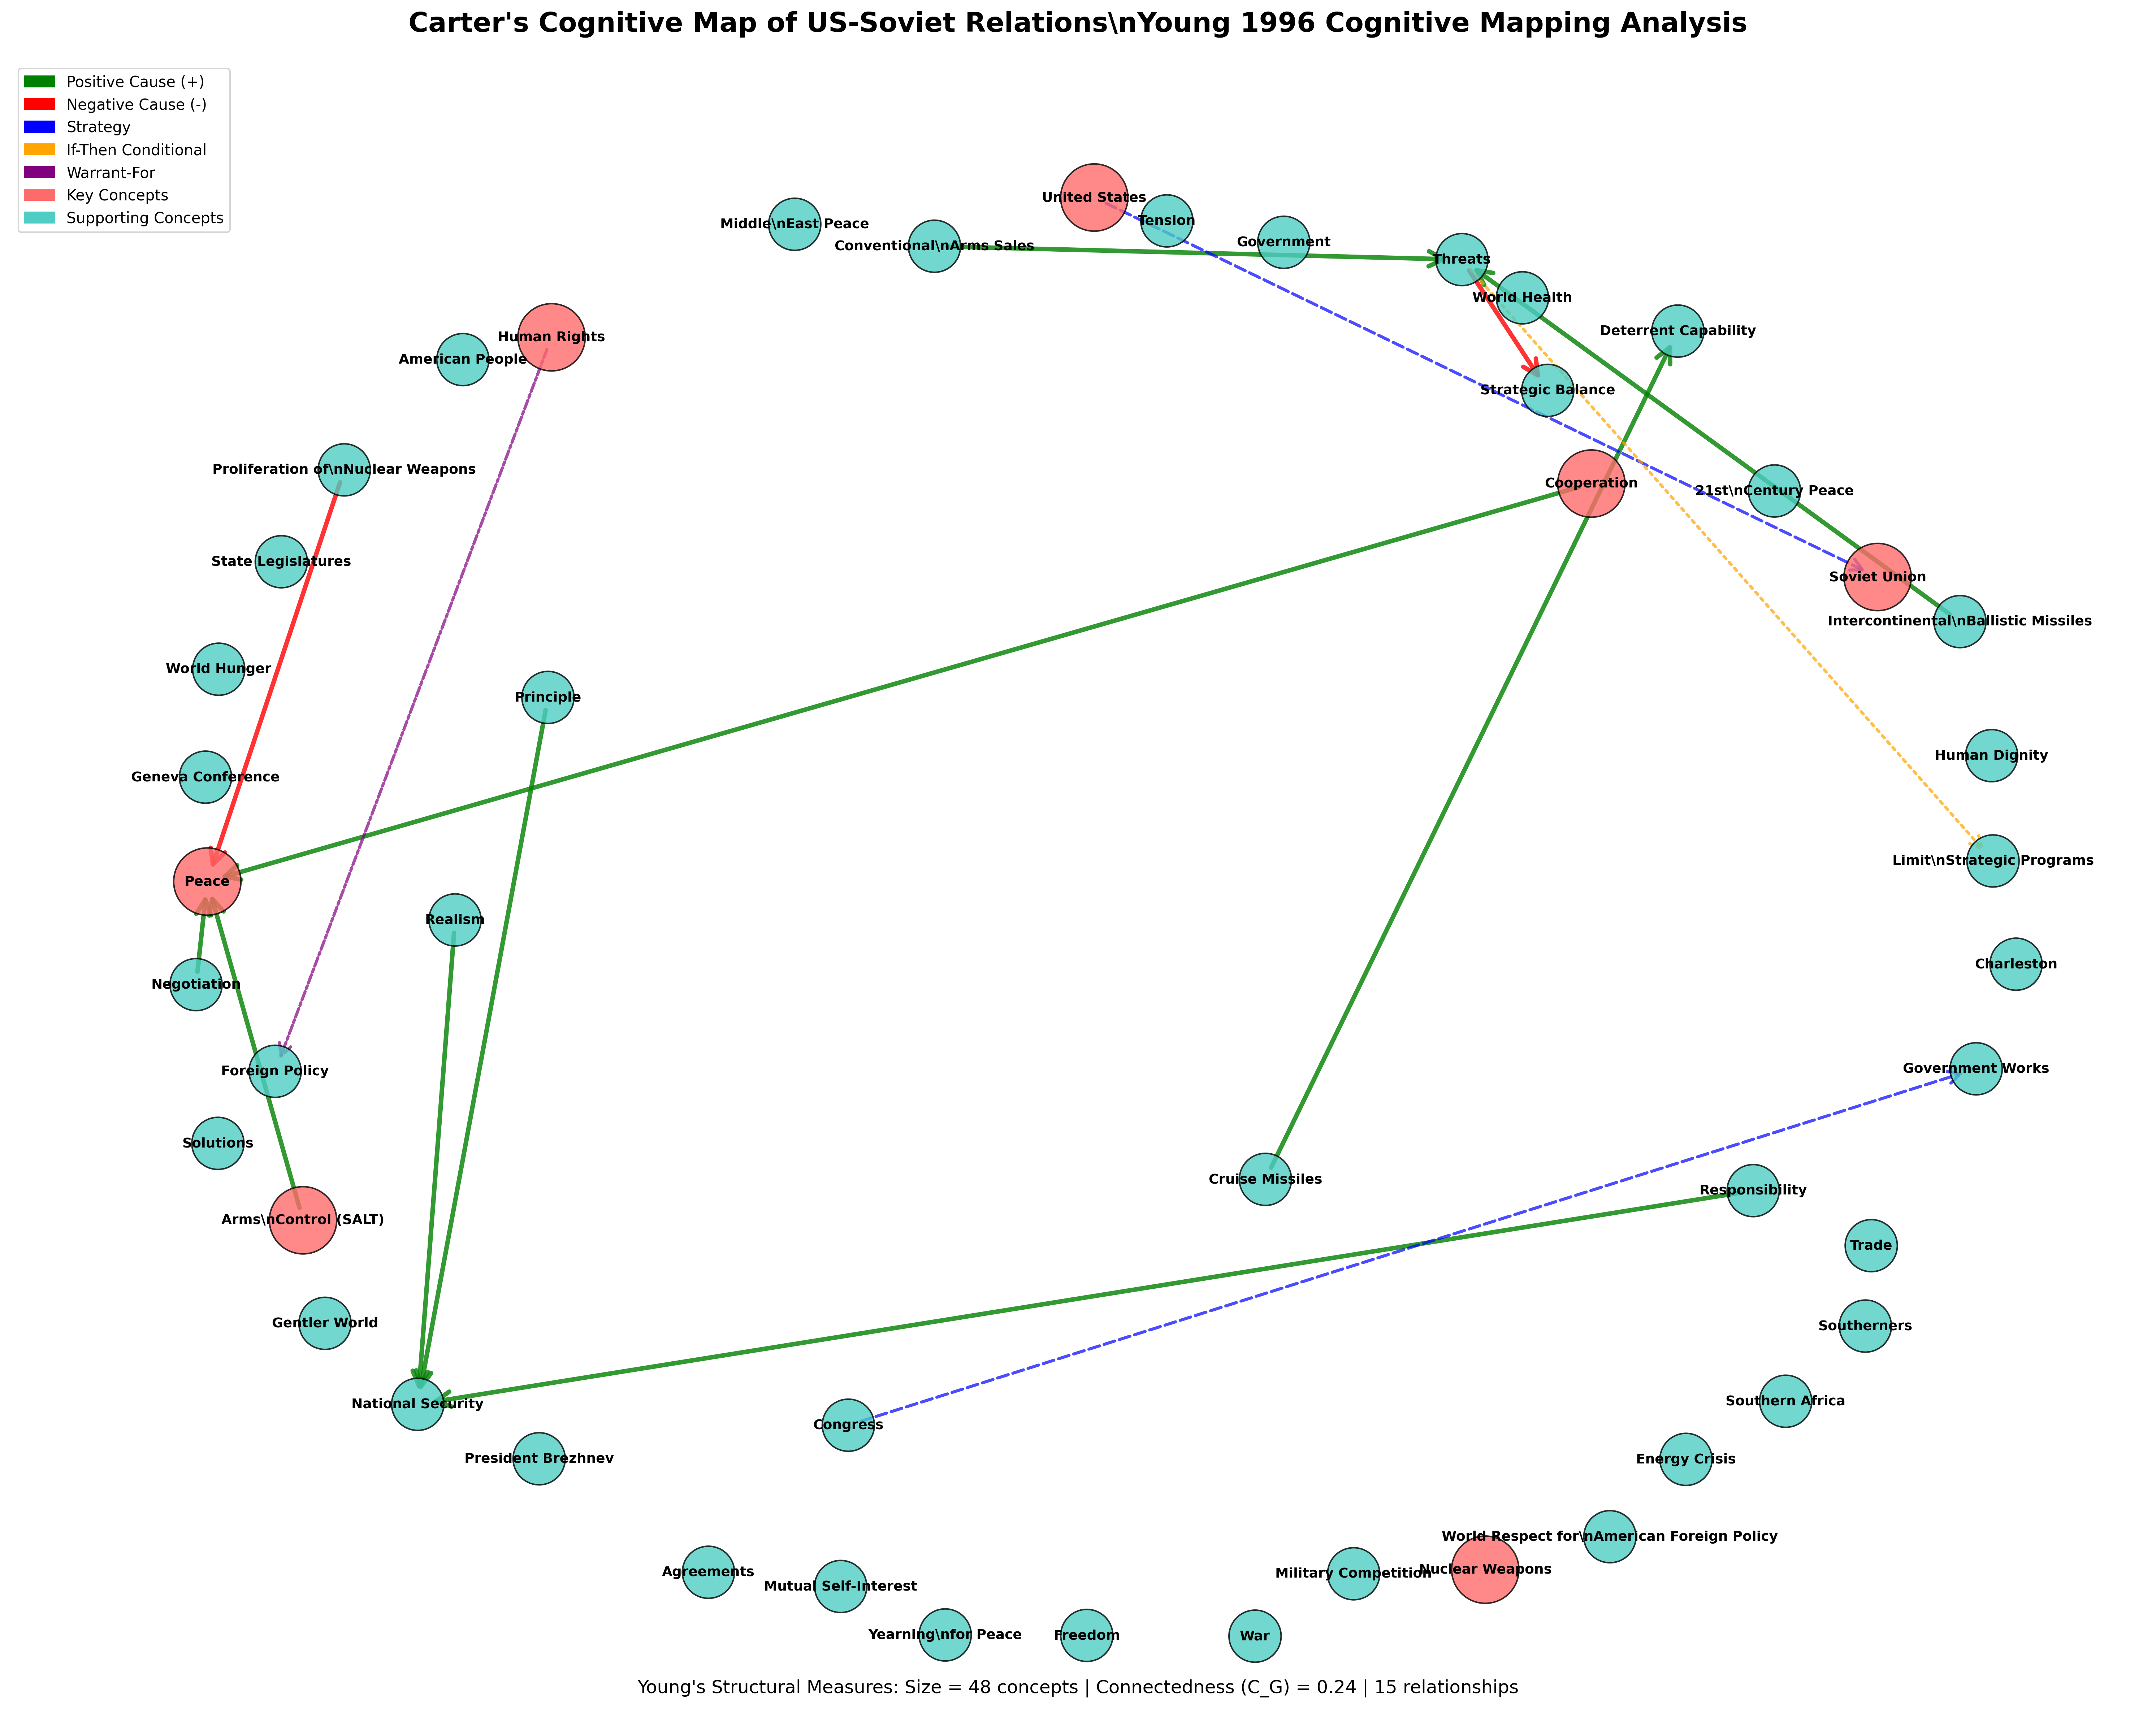 Carter's Cognitive Map of US-Soviet Relations\nYoung 1996 Cognitive Mapping Analysis
Positive Cause (+)
Negative Cause (-)
Strategy
If-Then Conditional
Warrant-For
Key Concepts
Supporting Concepts
United States
Tension
Middle\nEast Peace
Government
Conventional\nArms Sales
Threats
World Health
Deterrent Capability
Human Rights
American People
Strategic Balance
Proliferation of\nNuclear Weapons
Cooperation
21st\nCentury Peace
State Legislatures
Soviet Union
Intercontinental\nBallistic Missiles
World Hunger
Principle
Human Dignity
Geneva Conference
Limit\nStrategic Programs
Peace
Realism
Charleston
Negotiation
Government Works
Foreign Policy
Solutions
Cruise Missiles
Responsibility
Arms\nControl (SALT)
Trade
Gentler World
Southerners
Southern Africa
National Security
Congress
President Brezhnev
Energy Crisis
World Respect for\nAmerican Foreign Policy
Nuclear Weapons
Agreements
Military Competition
Mutual Self-Interest
Yearning\nfor Peace
Freedom
War
Young's Structural Measures: Size = 48 concepts | Connectedness (C_G) = 0.24 | 15 relationships